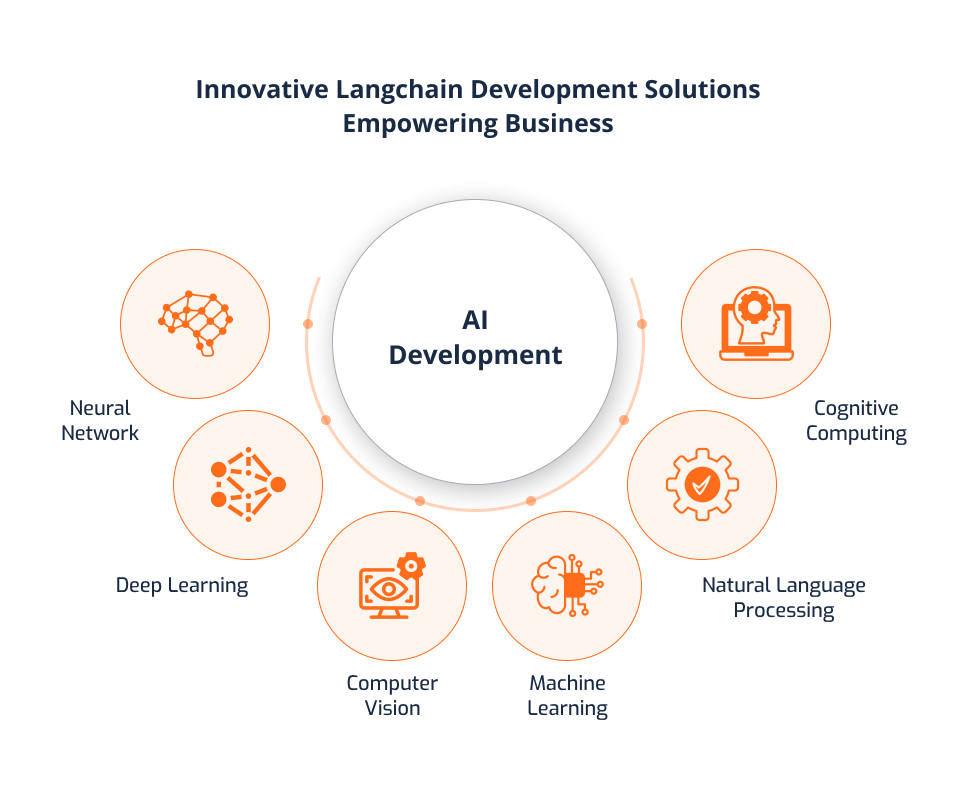 Innovative Langchain Development Solutions
Empowering Business
AI
Development
Neural
Network
Cognitive
Computing
Deep Learning
Natural Language
Processing
Computer
Vision
Machine
Learning